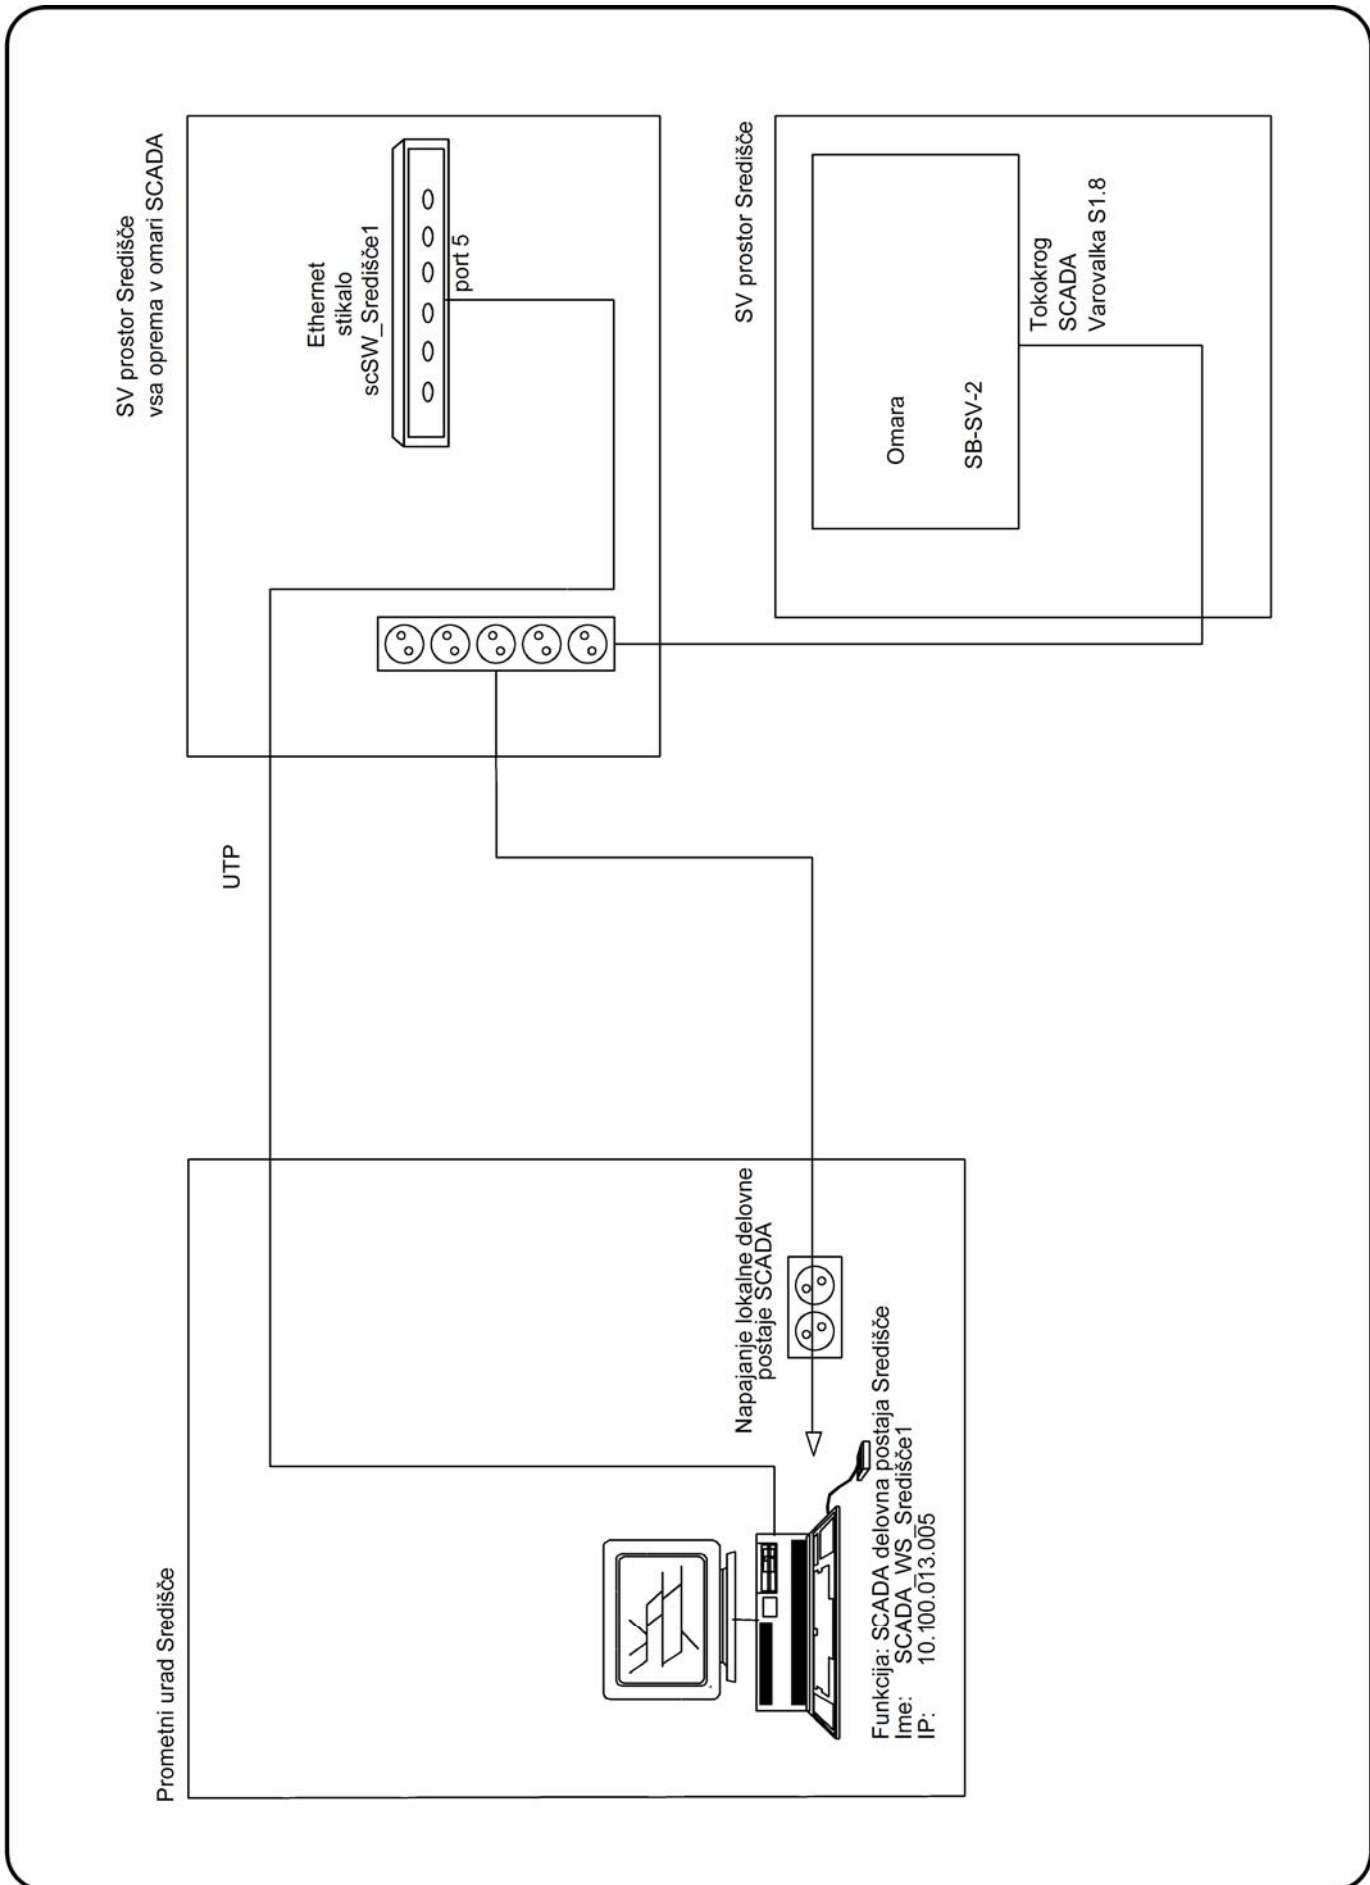 Prometni urad Središče
Funkcija: SCADA delovna postaja Središče
Ime: SCADA_WS_Središče1
IP: 10.100.013.005
Napajanje lokalne delovne
postaje SCADA
UTP
SV prostor Središče
vsa oprema v omari SCADA
Ethernet
stikalo
scSW_Središče1
port 5
SV prostor Središče
Omara
SB-SV-2
Tokokrog
SCADA
Varovalka S1.8